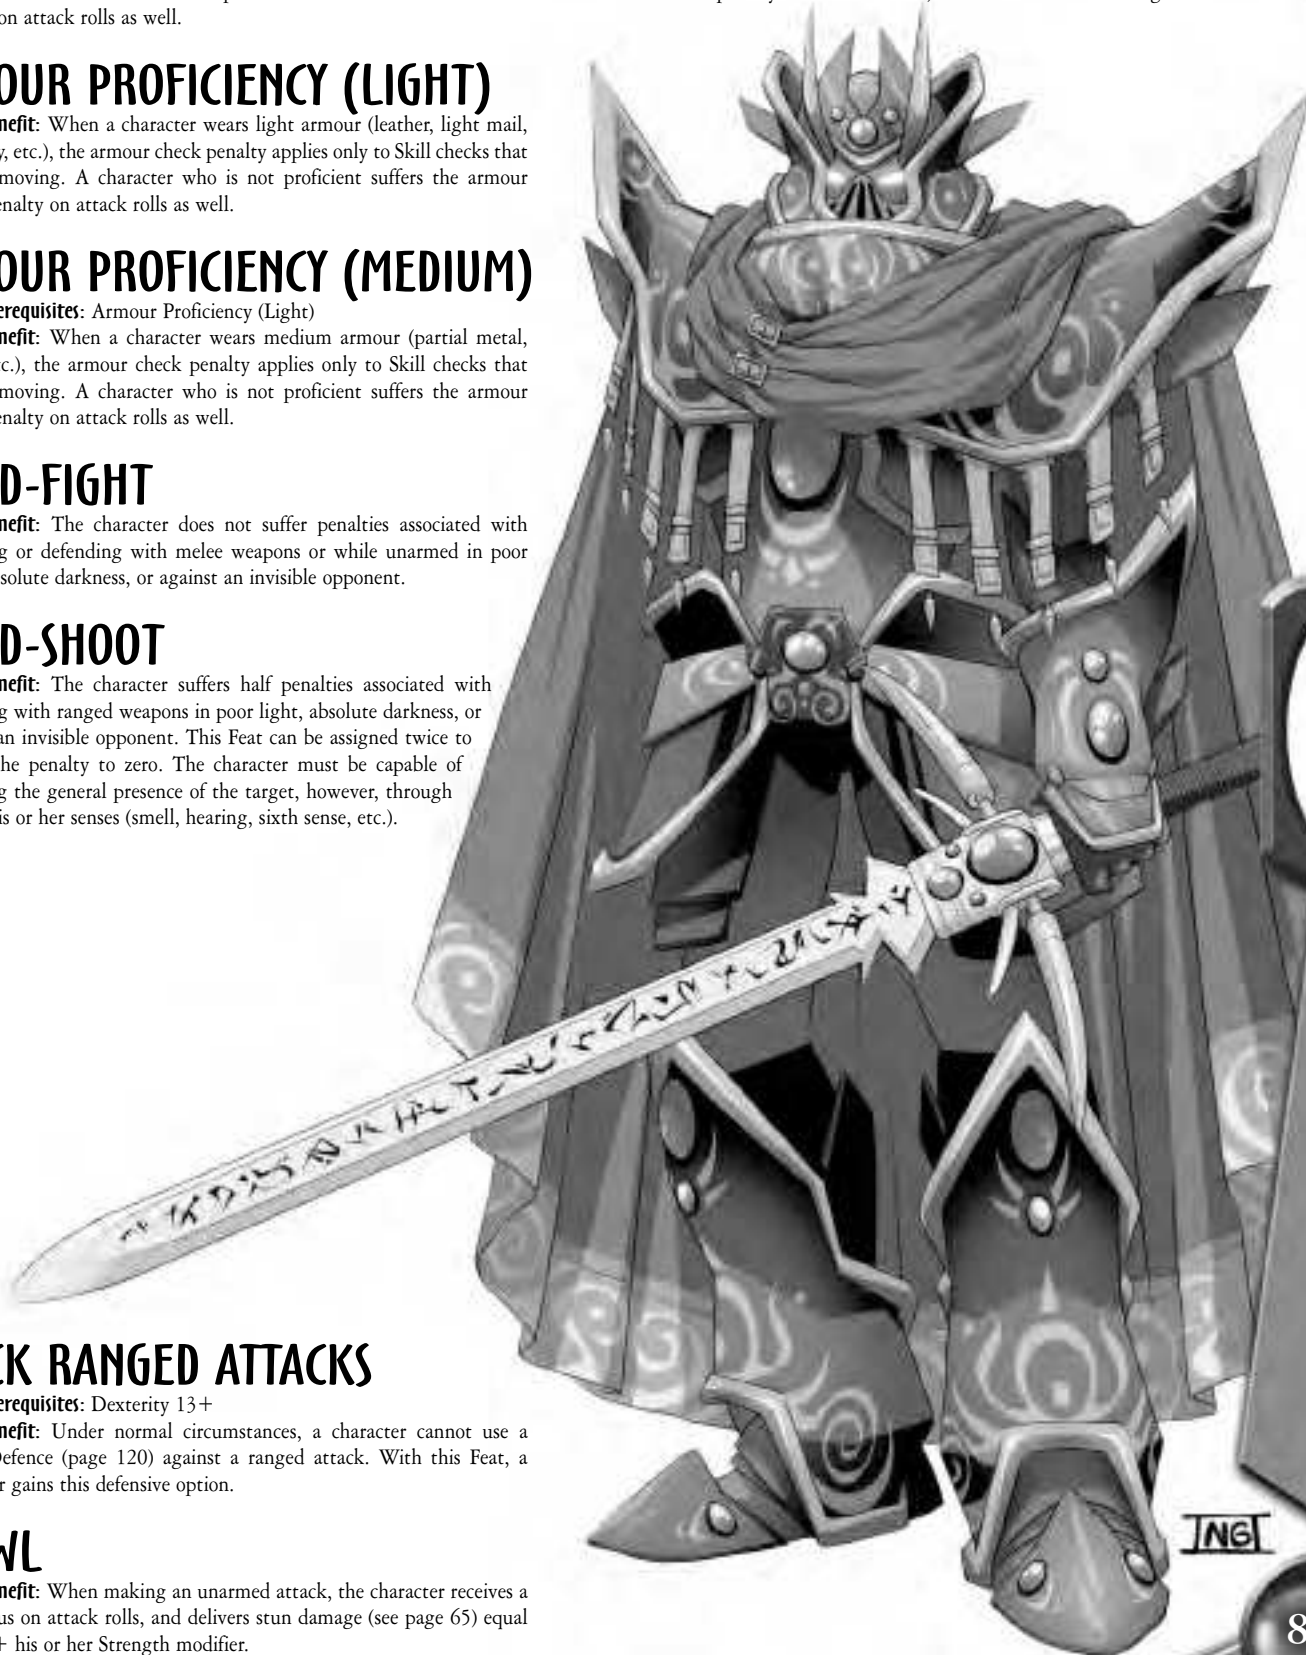 on attack rolls as well.
OUR PROFICIENCY (LIGHT)
nefit: When a character wears light armour (leather, light mail,
y, etc.), the armour check penalty applies only to Skill checks that
moving. A character who is not proficient suffers the armour
enalty on attack rolls as well.
OUR PROFICIENCY (MEDIUM)
erequisites: Armour Proficiency (Light)
nefit: When a character wears medium armour (partial metal,
tc.), the armour check penalty applies only to Skill checks that
moving. A character who is not proficient suffers the armour
enalty on attack rolls as well.
D-FIGHT
nefit: The character does not suffer penalties associated with
g or defending with melee weapons or while unarmed in poor
bsolute darkness, or against an invisible opponent.
D-SHOOT
nefit: The character suffers half penalties associated with
g with ranged weapons in poor light, absolute darkness, or
an invisible opponent. This Feat can be assigned twice to
he penalty to zero. The character must be capable of
g the general presence of the target, however, through
is or her senses (smell, hearing, sixth sense, etc.).
CK RANGED ATTACKS
erequisites: Dexterity 13+
nefit: Under normal circumstances, a character cannot use a
Defence (page 120) against a ranged attack. With this Feat, a
r gains this defensive option.
WL
nefit: When making an unarmed attack, the character receives a
us on attack rolls, and delivers stun damage (see page 65) equal
+ his or her Strength modifier.
8